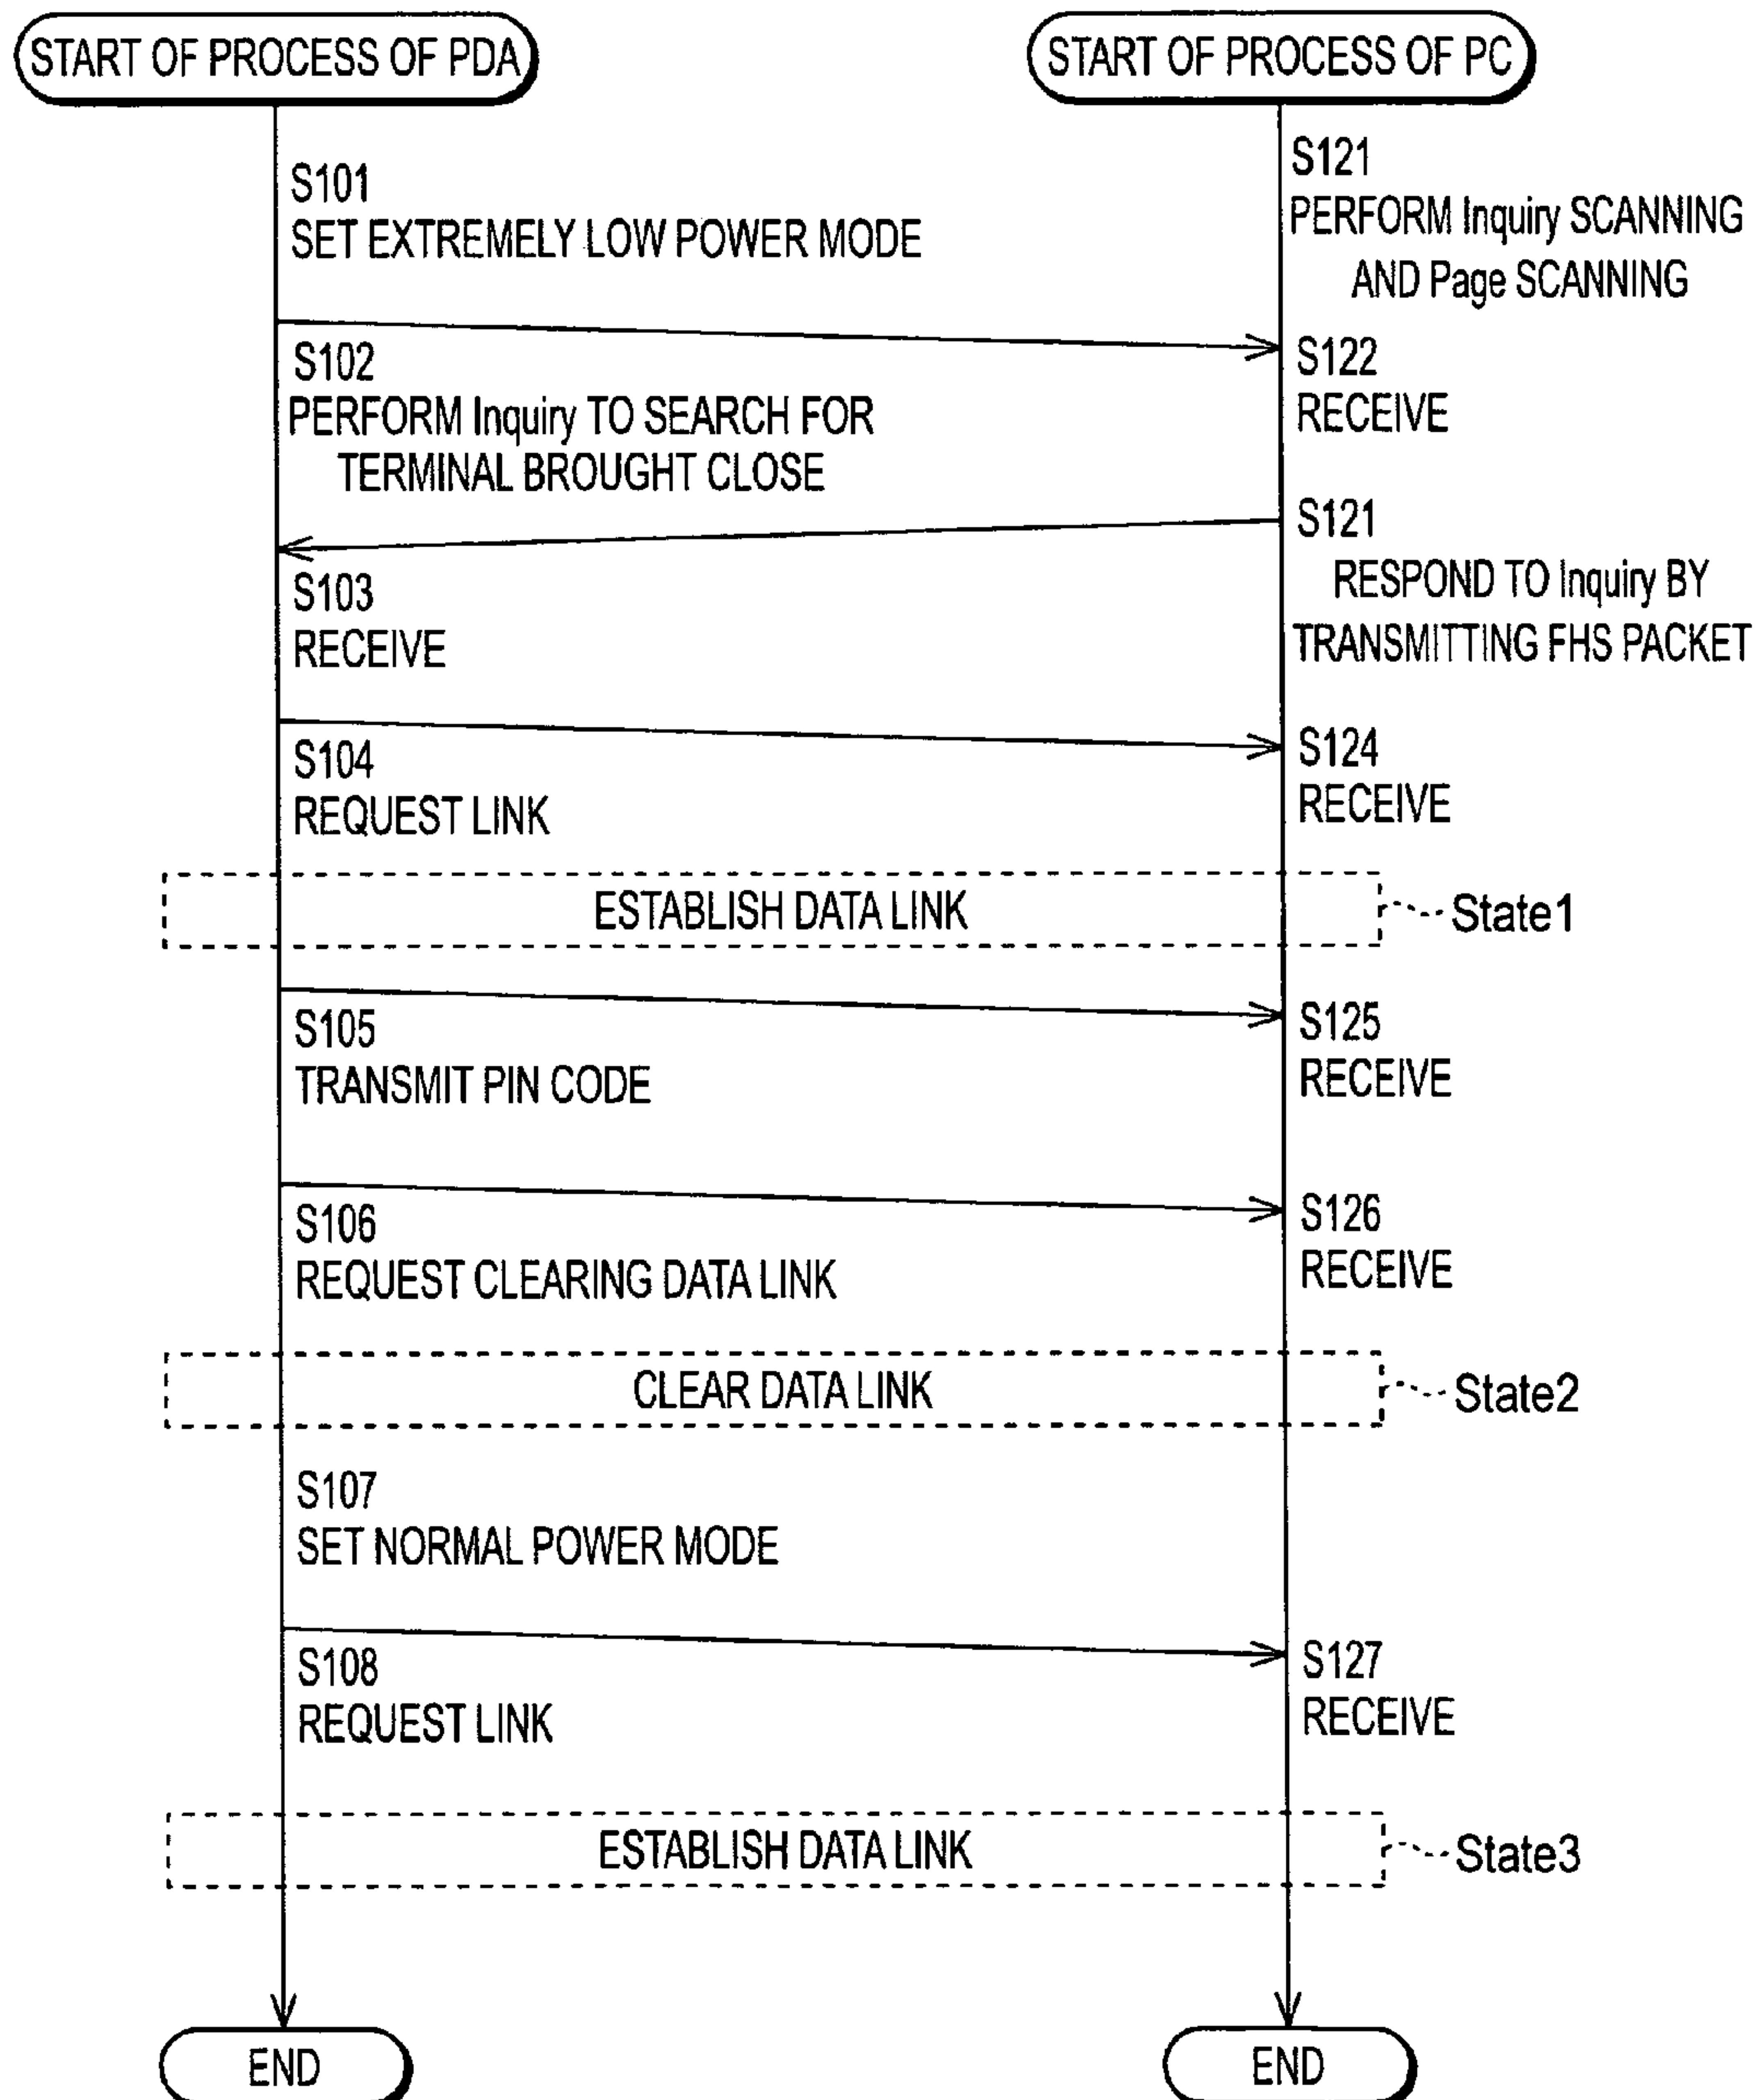 START OF PROCESS OF PDA
START OF PROCESS OF PC
S101
SET EXTREMELY LOW POWER MODE
S121
PERFORM Inquiry SCANNING
AND Page SCANNING
S102
PERFORM Inquiry TO SEARCH FOR
TERMINAL BROUGHT CLOSE
S122
RECEIVE
S121
RESPOND TO Inquiry BY
TRANSMITTING FHS PACKET
S103
RECEIVE
S104
REQUEST LINK
S124
RECEIVE
ESTABLISH DATA LINK
State1
S105
TRANSMIT PIN CODE
S125
RECEIVE
S106
REQUEST CLEARING DATA LINK
S126
RECEIVE
CLEAR DATA LINK
State2
S107
SET NORMAL POWER MODE
S108
REQUEST LINK
S127
RECEIVE
ESTABLISH DATA LINK
State3
END
END